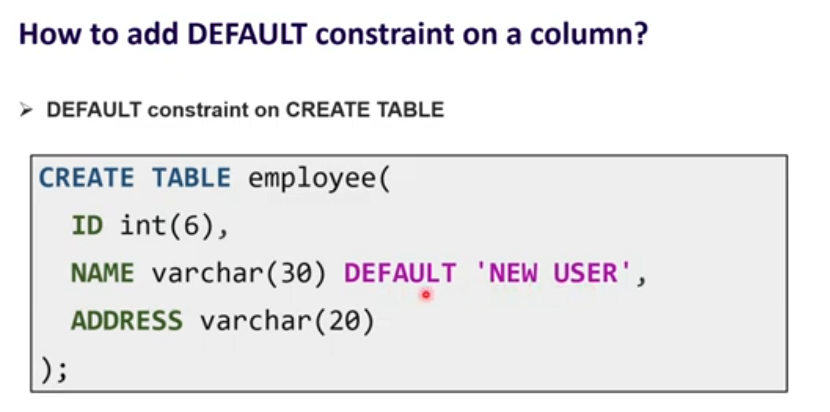 How to add DEFAULT constraint on a column?
➢ DEFAULT constraint on CREATE TABLE
CREATE TABLE employee(
ID int(6),
NAME varchar(30) DEFAULT 'NEW USER',
ADDRESS varchar(20)
);